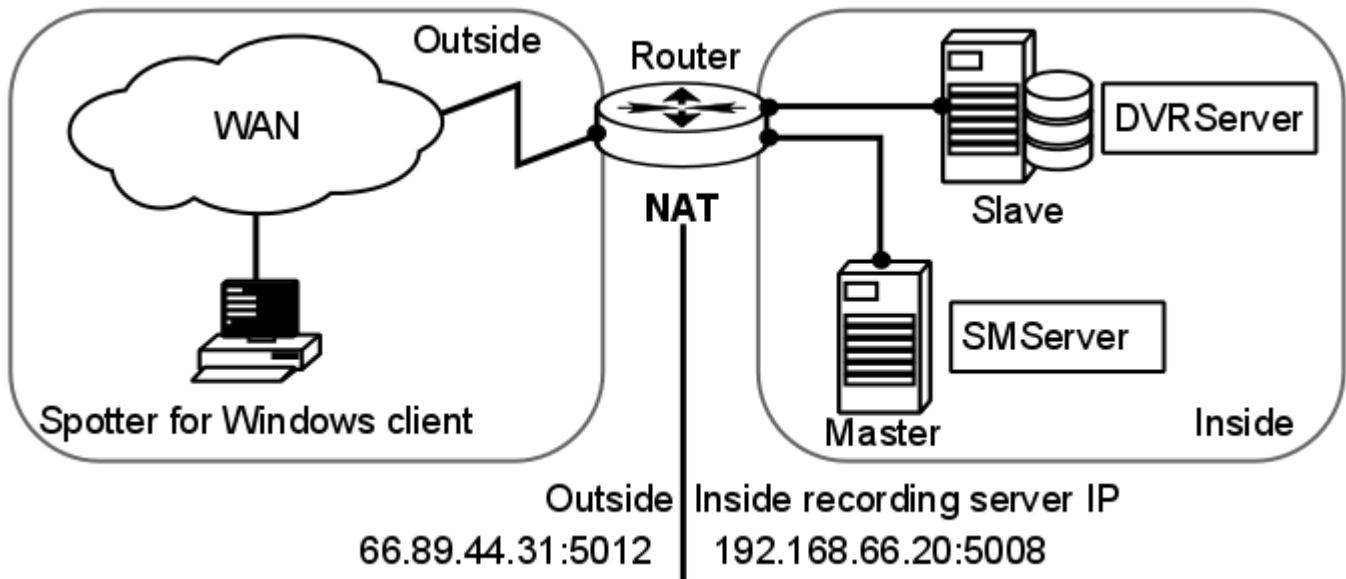 Outside
Router
WAN
DVRServer
NAT
Slave
SMServer
Spotter for Windows client
Master
Inside
Outside Inside recording server IP
66.89.44.31:5012 192.168.66.20:5008